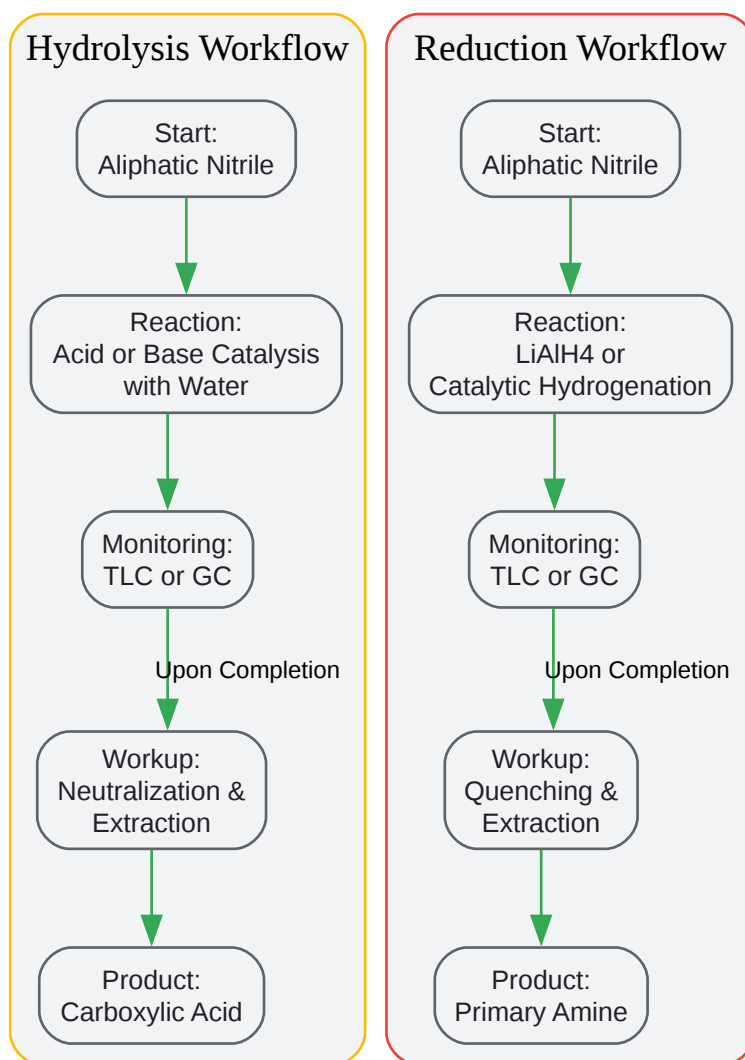 Hydrolysis Workflow
Start:
Aliphatic Nitrile
Reaction:
Acid or Base Catalysis
with Water
Monitoring:
TLC or GC
Upon Completion
Workup:
Neutralization &
Extraction
Product:
Carboxylic Acid
Reduction Workflow
Start:
Aliphatic Nitrile
Reaction:
LiAlH4 or
Catalytic Hydrogenation
Monitoring:
TLC or GC
Upon Completion
Workup:
Quenching &
Extraction
Product:
Primary Amine